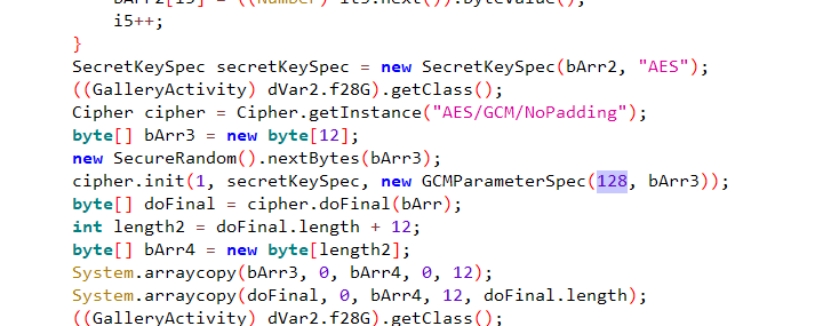 bArr2[i5] = ((Number) it3.next()).byteValue();
i5++;
}
SecretKeySpec secretKeySpec = new SecretKeySpec(bArr2, "AES");
((GalleryActivity) dVar2.f28G).getClass();
Cipher cipher = Cipher.getInstance("AES/GCM/NoPadding");
byte[] bArr3 = new byte[12];
new SecureRandom().nextBytes(bArr3);
cipher.init(1, secretKeySpec, new GCMParameterSpec(128, bArr3));
byte[] doFinal = cipher.doFinal(bArr);
int length2 = doFinal.length + 12;
byte[] bArr4 = new byte[length2];
System.arraycopy(bArr3, 0, bArr4, 0, 12);
System.arraycopy(doFinal, 0, bArr4, 12, doFinal.length);
((GalleryActivity) dVar2.f28G).getClass();